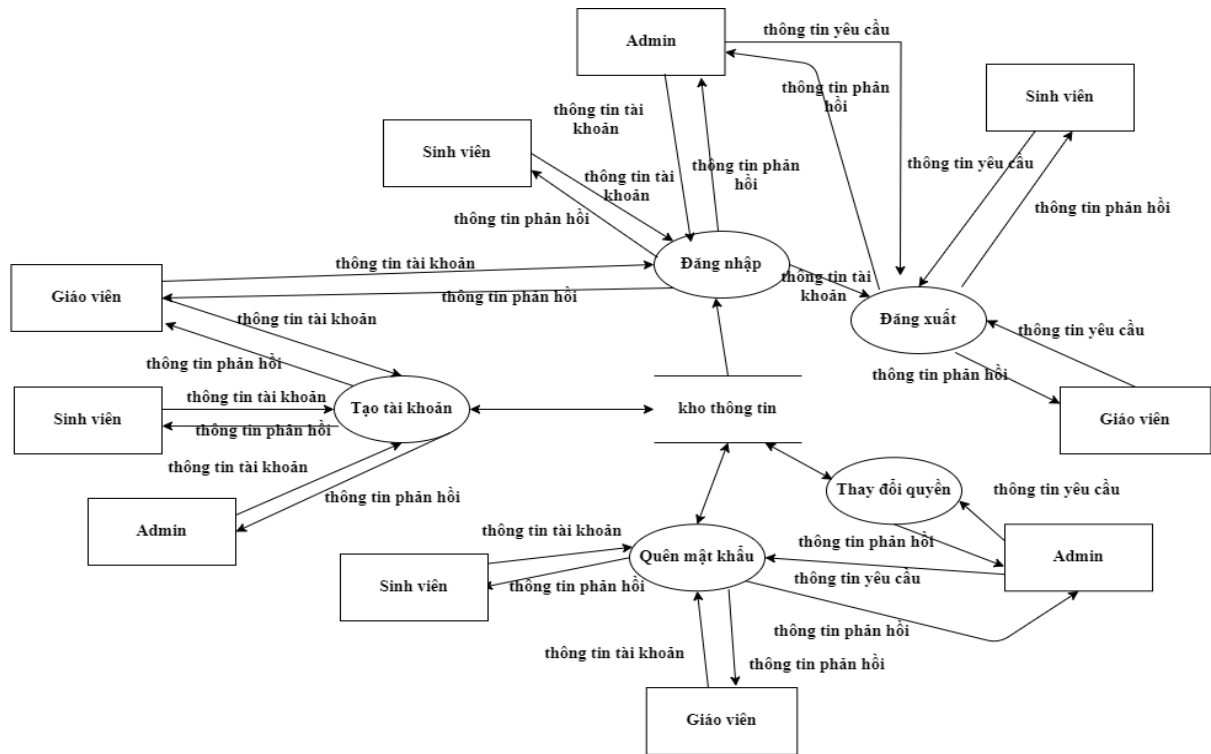 Admin
thông tin yêu cầu
thông tin phản
hồi
Sinh viên
thông tin tài
khoản
Sinh viên
thông tin yêu cầu
thông tin phản
hồi
thông tin tài
khoản
thông tin phản hồi
thông tin phản hồi
Đăng nhập
thông tin tài khoản
thông tin tài
khoản
Giáo viên
thông tin phản hồi
thông tin tài khoản
Đăng xuất
thông tin yêu cầu
thông tin phản hồi
thông tin phản hồi
thông tin tài khoản
Sinh viên
Tạo tài khoản
kho thông tin
Giáo viên
thông tin phản hồi
thông tin tài khoản
thông tin phản hồi
Thay đổi quyền
thông tin yêu cầu
Admin
thông tin tài khoản
thông tin phản hồi
Quên mật khẩu
Admin
Sinh viên
thông tin phản hồi
thông tin yêu cầu
thông tin phản hồi
thông tin tài khoản
thông tin phản hồi
Giáo viên